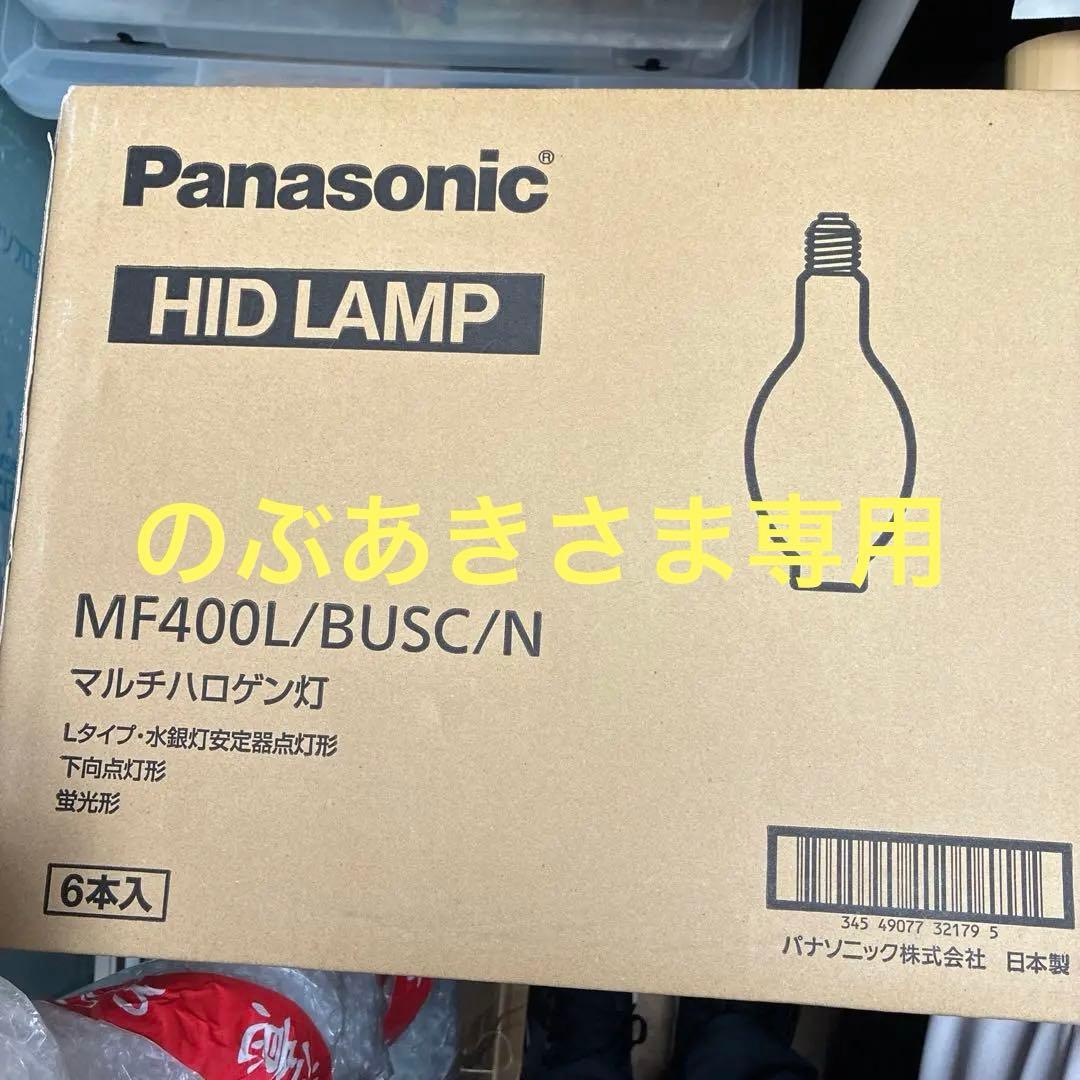 Panasonic®
HID LAMP
のぶあきさま専用
MF400L/BUSC/N
マルチハロゲン灯
Lタイプ・水銀灯安定器点灯形
下向点灯形
蛍光形
6本入
345 49077 32179 5
パナソニック株式会社 日本製